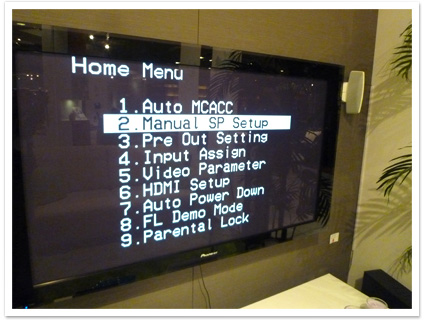 Home Menu
1.Auto MCACC
2.Manual SP Setup
3.Pre Out Setting
4.Input Assign
5.Video Parameter
6.HDMI Setup
7.Auto Power Down
8.FL Demo Mode
9.Parental Lock
Pioneer